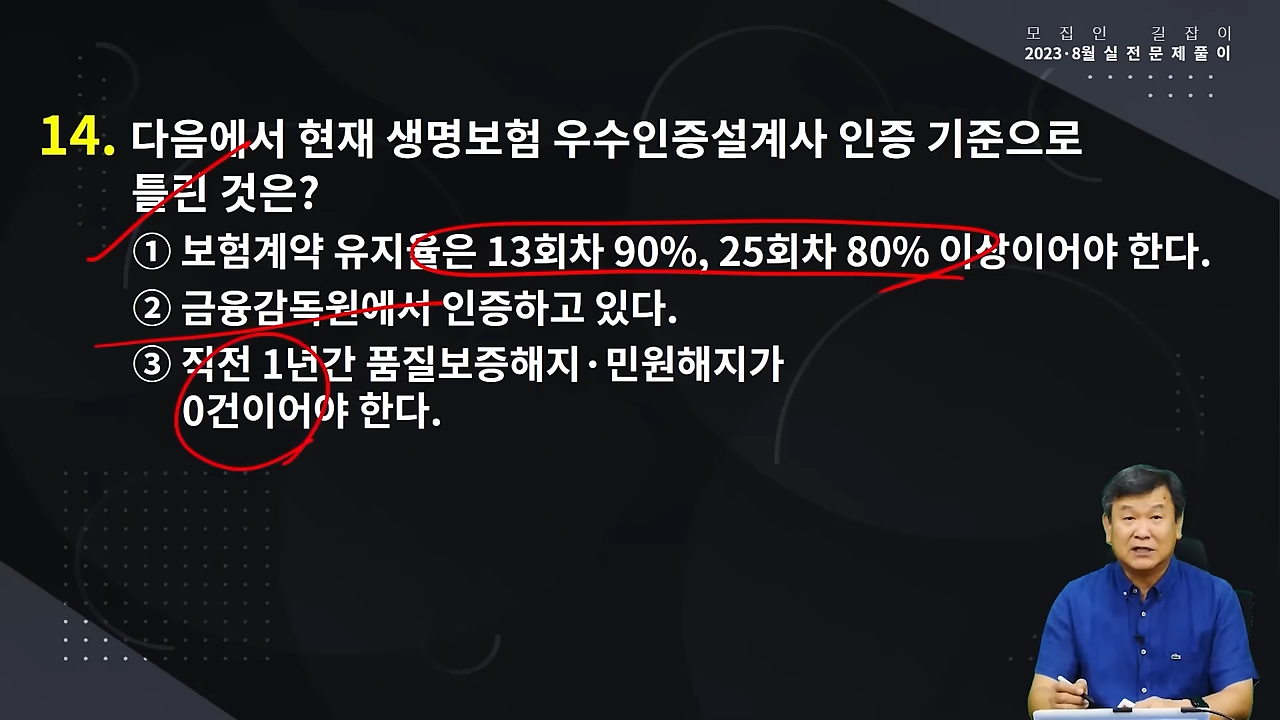 모집인 길잡이
2023·8월 실전문제풀이
14. 다음에서 현재 생명보험 우수인증설계사 인증 기준으로
틀린 것은?
① 보험계약 유지율은 13회차 90%, 25회차 80% 이상이어야 한다.
② 금융감독원에서 인증하고 있다.
③ 직전 1년간 품질보증해지·민원해지가
0건이어야 한다.